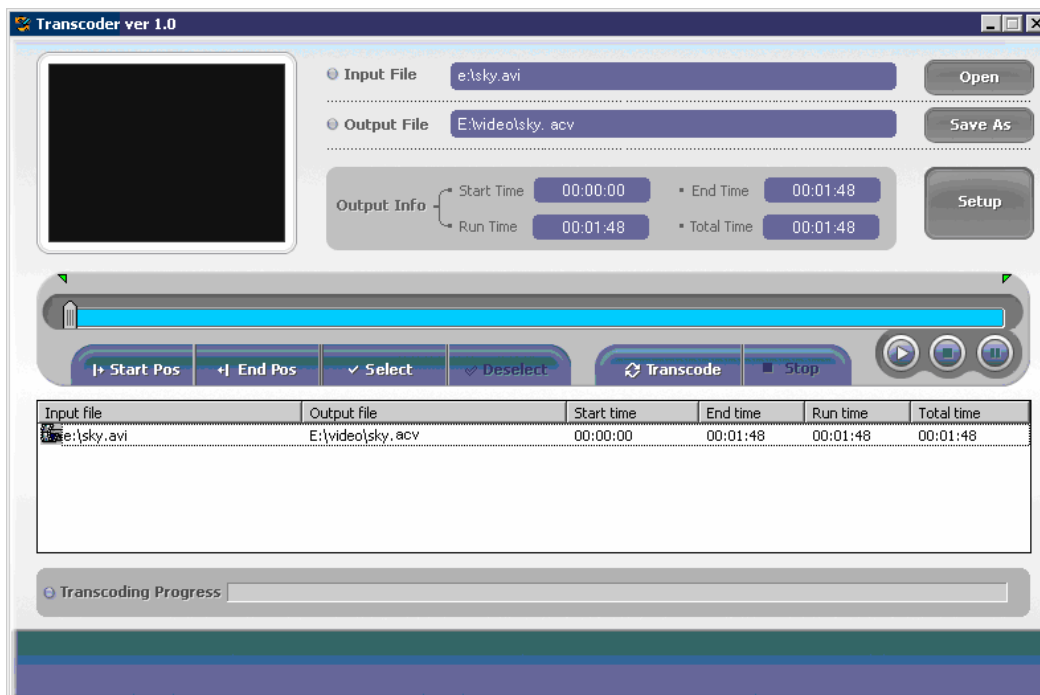 Transcoder ver 1.0
Input File e:\sky.avi Open
Output File E:\video\sky. acv Save As
Output Info Start Time 00:00:00 End Time 00:01:48 Setup
Run Time 00:01:48 Total Time 00:01:48
Start Pos End Pos Select Deselect Transcode Stop
Input file Output file Start time End time Run time Total time
e:\sky.avi E:\video\sky. acv 00:00:00 00:01:48 00:01:48 00:01:48
Transcoding Progress